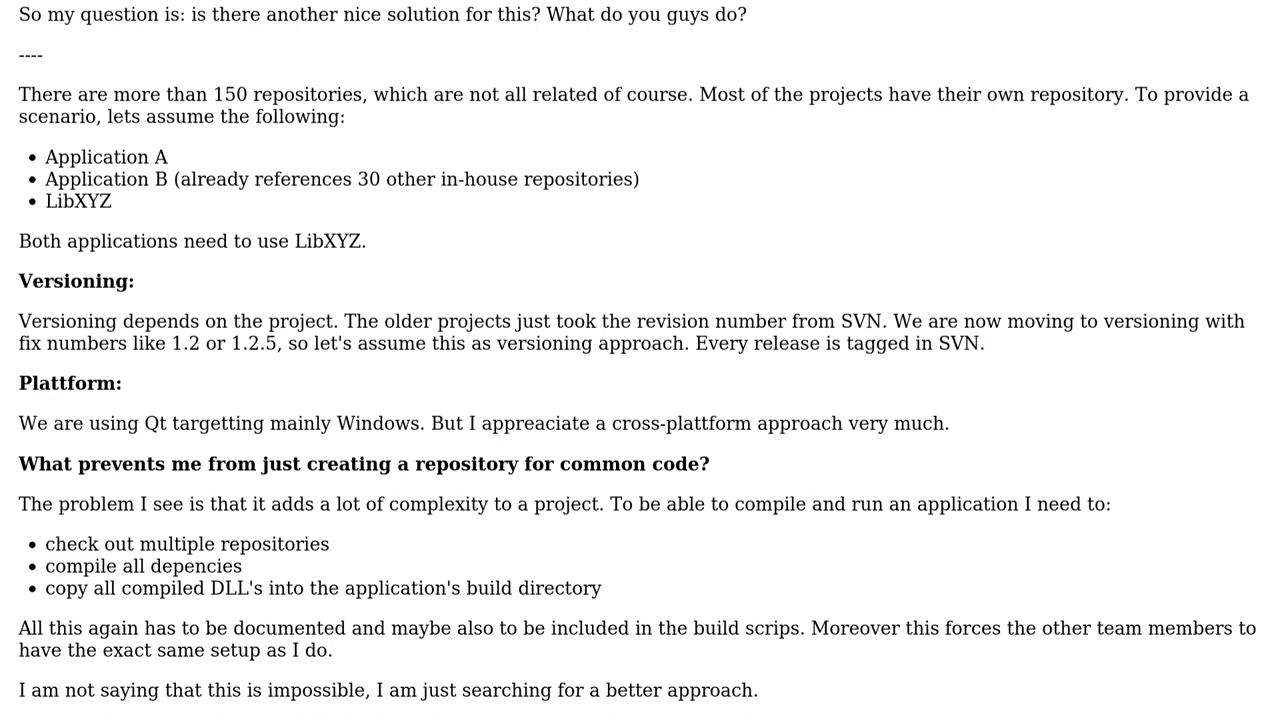 So my question is: is there another nice solution for this? What do you guys do?
----
There are more than 150 repositories, which are not all related of course. Most of the projects have their own repository. To provide a
scenario, lets assume the following:
• Application A
• Application B (already references 30 other in-house repositories)
• LibXYZ
Both applications need to use LibXYZ.
Versioning:
Versioning depends on the project. The older projects just took the revision number from SVN. We are now moving to versioning with
fix numbers like 1.2 or 1.2.5, so let's assume this as versioning approach. Every release is tagged in SVN.
Plattform:
We are using Qt targetting mainly Windows. But I appreaciate a cross-plattform approach very much.
What prevents me from just creating a repository for common code?
The problem I see is that it adds a lot of complexity to a project. To be able to compile and run an application I need to:
• check out multiple repositories
• compile all depencies
• copy all compiled DLL's into the application's build directory
All this again has to be documented and maybe also to be included in the build scrips. Moreover this forces the other team members to
have the exact same setup as I do.
I am not saying that this is impossible, I am just searching for a better approach.